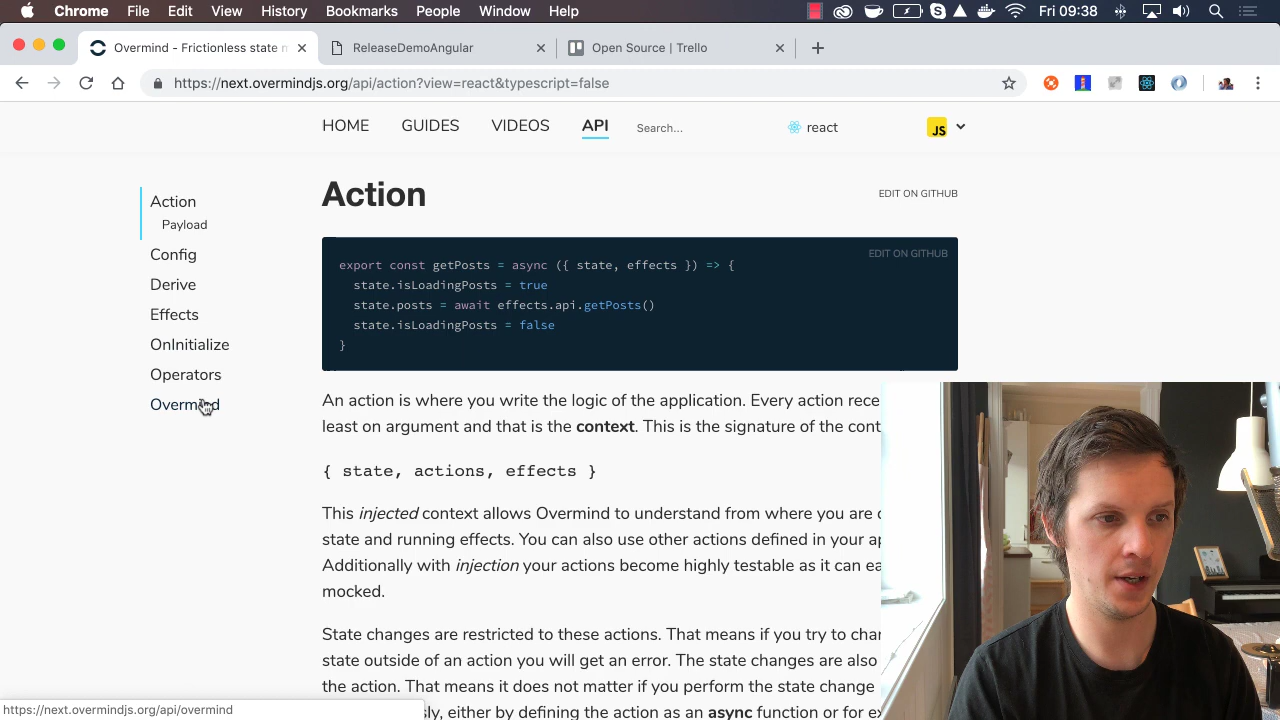 Chrome File Edit View History Bookmarks People Window Help Fri 09:38
Overmind - Frictionless state m
ReleaseDemoAngular
Open Source | Trello
https://next.overmindjs.org/api/action?view=react&typescript=false
HOME GUIDES VIDEOS API Search... react JS
Action
Payload
Config
Derive
Effects
OnInitialize
Operators
Overmind
Action
EDIT ON GITHUB
EDIT ON GITHUB
export const getPosts = async ({ state, effects }) => {
state.isLoadingPosts = true
state.posts = await effects.api.getPosts()
state.isLoadingPosts = false
}
An action is where you write the logic of the application. Every action rece
least on argument and that is the context. This is the signature of the cont
{ state, actions, effects }
This injected context allows Overmind to understand from where you are c
state and running effects. You can also use other actions defined in your ap
Additionally with injection your actions become highly testable as it can ea
mocked.
State changes are restricted to these actions. That means if you try to char
state outside of an action you will get an error. The state changes are also
the action. That means it does not matter if you perform the state change
sly, either by defining the action as an async function or for ex
https://next.overmindjs.org/api/overmind